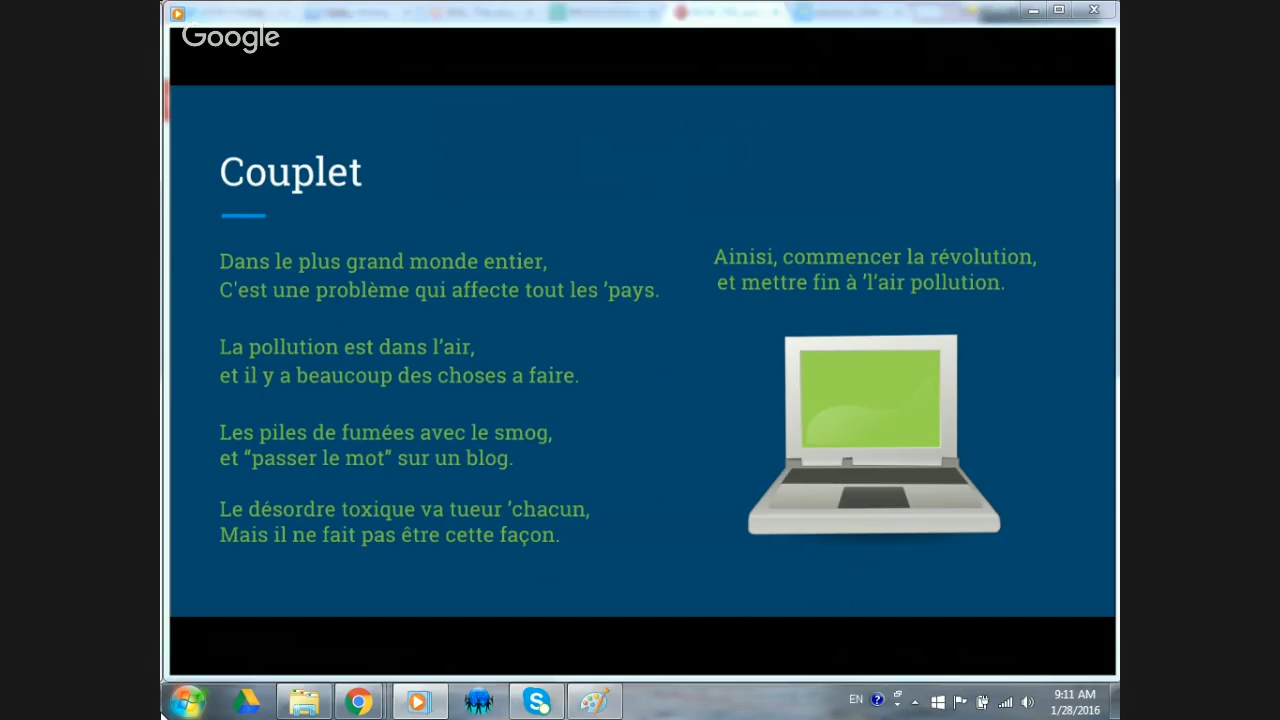 Google
Couplet
Dans le plus grand monde entier,
C'est une problème qui affecte tout les ’pays.
La pollution est dans l’air,
et il y a beaucoup des choses a faire.
Les piles de fumées avec le smog,
et “passer le mot” sur un blog.
Le désordre toxique va tueur ’chacun,
Mais il ne fait pas être cette façon.
Ainisi, commencer la révolution,
et mettre fin à ’l’air pollution.
EN
9:11 AM
1/28/2016